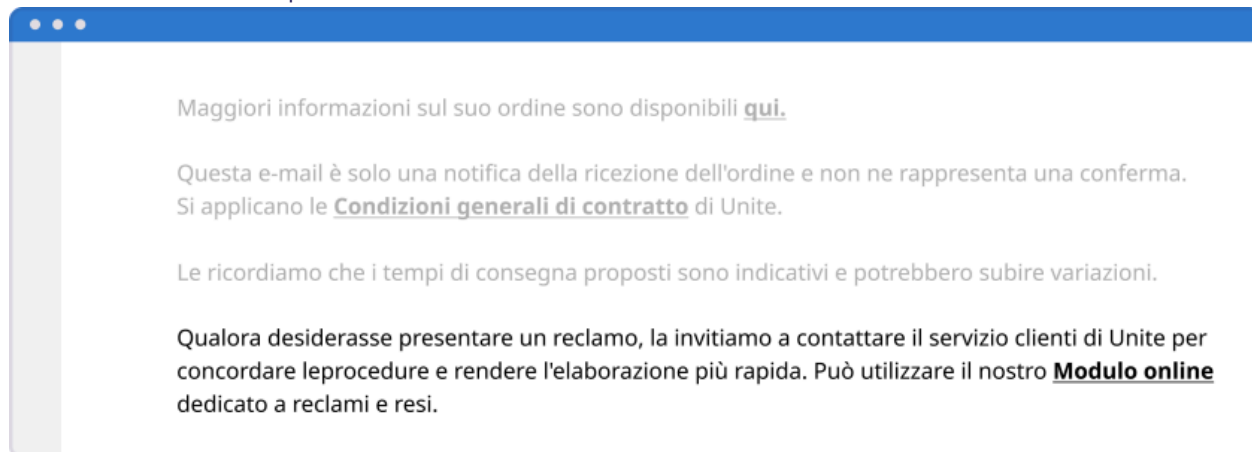 Maggiori informazioni sul suo ordine sono disponibili qui.
Questa e-mail è solo una notifica della ricezione dell'ordine e non ne rappresenta una conferma.
Si applicano le Condizioni generali di contratto di Unite.
Le ricordiamo che i tempi di consegna proposti sono indicativi e potrebbero subire variazioni.
Qualora desiderasse presentare un reclamo, la invitiamo a contattare il servizio clienti di Unite per
concordare leprocedure e rendere l'elaborazione più rapida. Può utilizzare il nostro Modulo online
dedicato a reclami e resi.